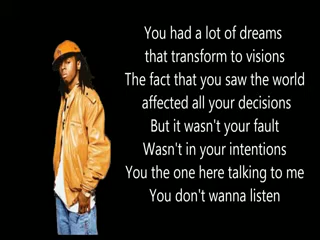 You had a lot of dreams
that transform to visions
The fact that you saw the world
affected all your decisions
But it wasn't your fault
Wasn't in your intentions
You the one here talking to me
You don't wanna listen